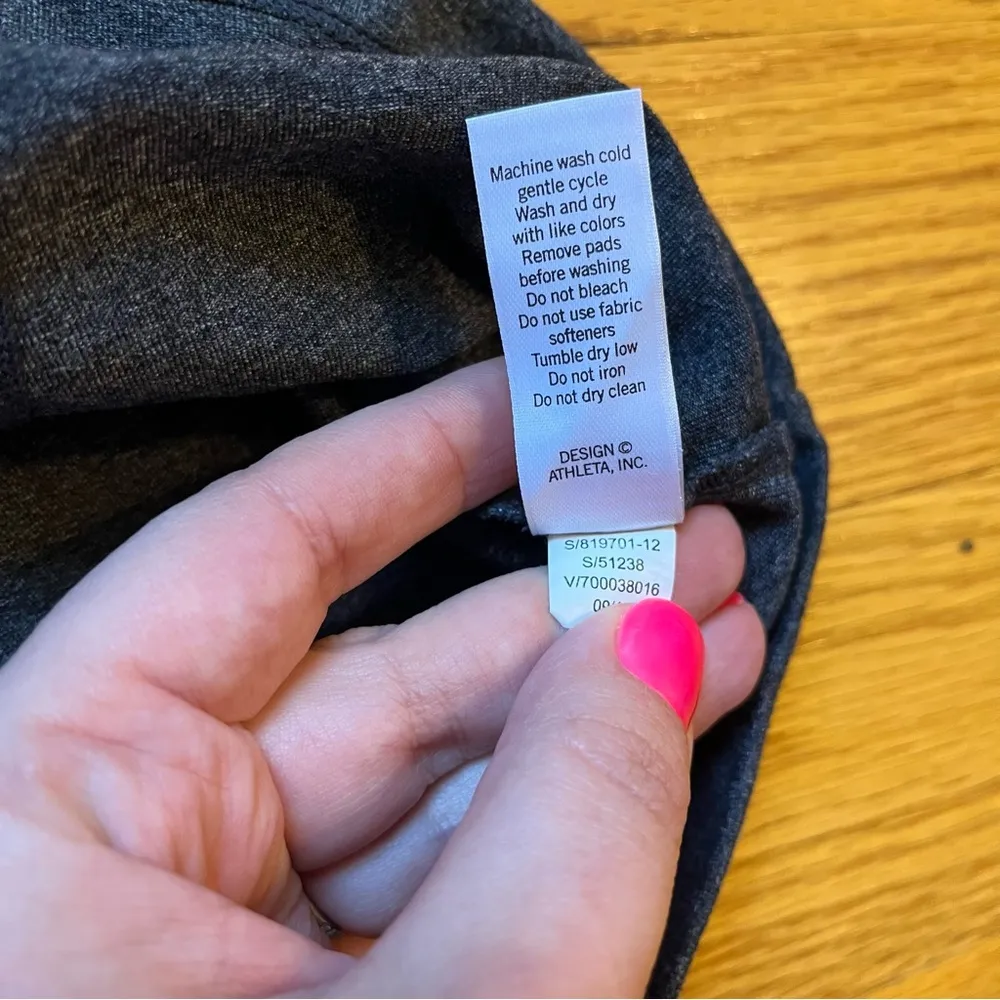 Machine wash cold
gentle cycle
Wash and dry
with like colors
Remove pads
before washing
Do not bleach
Do not use fabric
softeners
Tumble dry low
Do not iron
Do not dry clean
DESIGN ©
ATHLETA, INC.
S/819701-12
S/51238
V/700038016